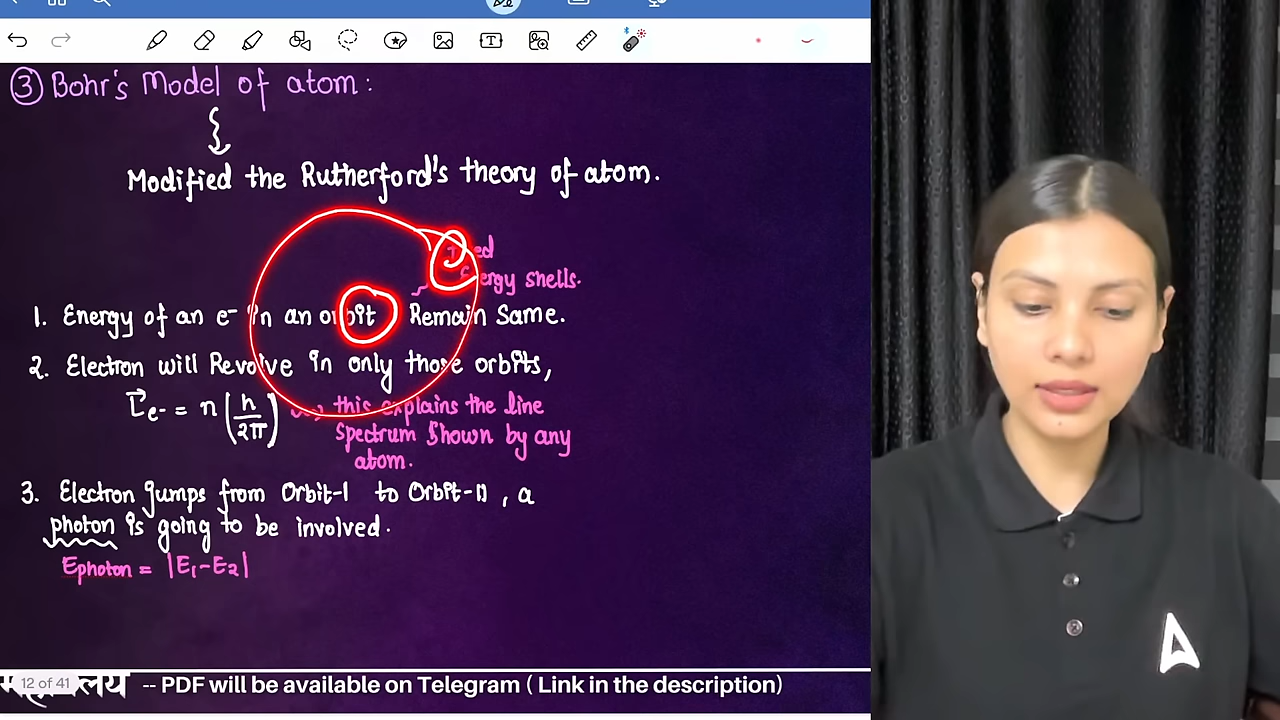 ③ Bohr's Model of atom:
Modified the Rutherford's theory of atom.
fixed
Energy shells.
1. Energy of an e- in an orbit Remain Same.
2. Electron will Revolve in only those orbits,
Le- = n(h/2π) this explains the line
spectrum shown by any
atom.
3. Electron jumps from Orbit-I to Orbit-II, a
photon is going to be involved.
Ephoton = |E1-E2|
12 of 41
-- PDF will be available on Telegram ( Link in the description)